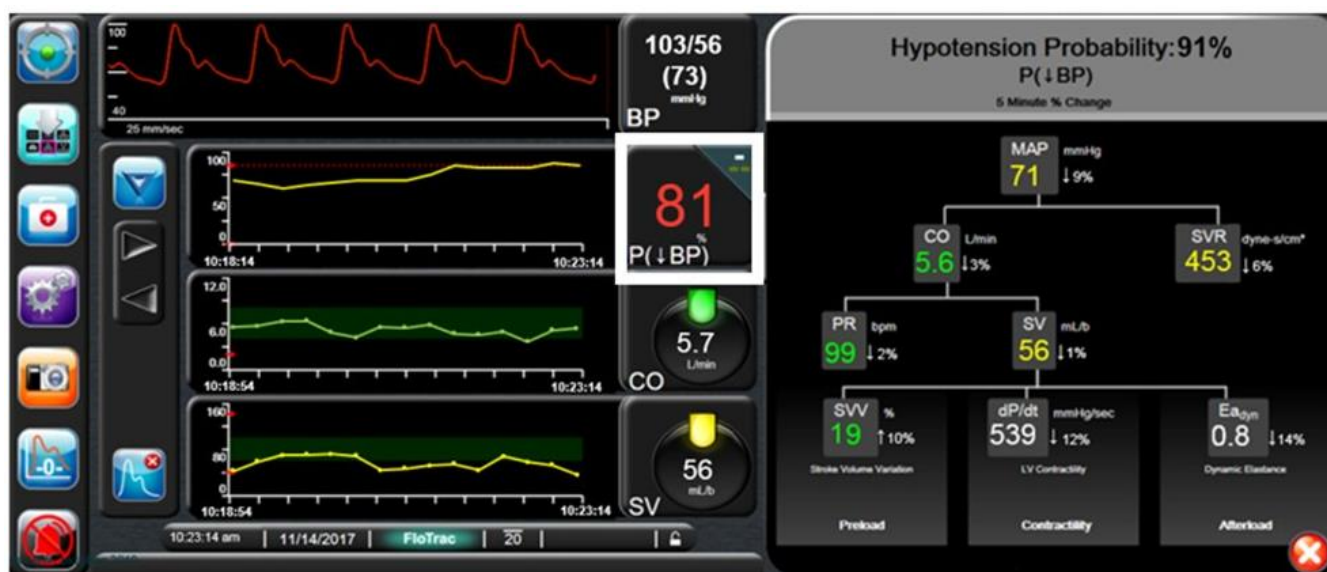 100
40
25 mm/sec
103/56
(73)
mmHg
BP
100
50
0
10:18:14
10:23:14
81
%
P(↓BP)
12.0
6.0
0.0
10:18:54
10:23:14
5.7
L/min
CO
160
80
0
10:18:54
10:23:14
56
mL/b
SV
-0-
10:23:14 am | 11/14/2017 | FloTrac | 20 |
Hypotension Probability:91%
P(↓BP)
5 Minute % Change
MAP mmHg
71 ↓9%
CO L/min
5.6 ↓3%
SVR dyne-s/cm⁵
453 ↓6%
PR bpm
99 ↓2%
SV mL/b
56 ↓1%
SVV %
19 ↑10%
Stroke Volume Variation
Preload
dP/dt mmHg/sec
539 ↓12%
LV Contractility
Contractility
Eadyn
0.8 ↓14%
Dynamic Elastance
Afterload